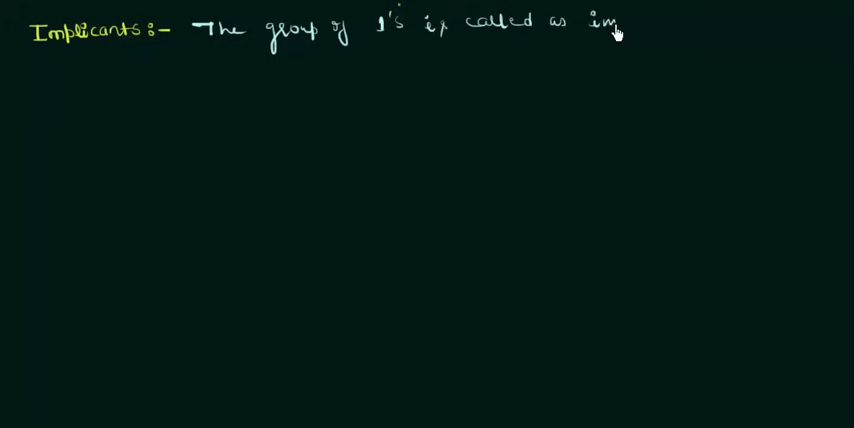 Implicants:- The group of 1's is called as im